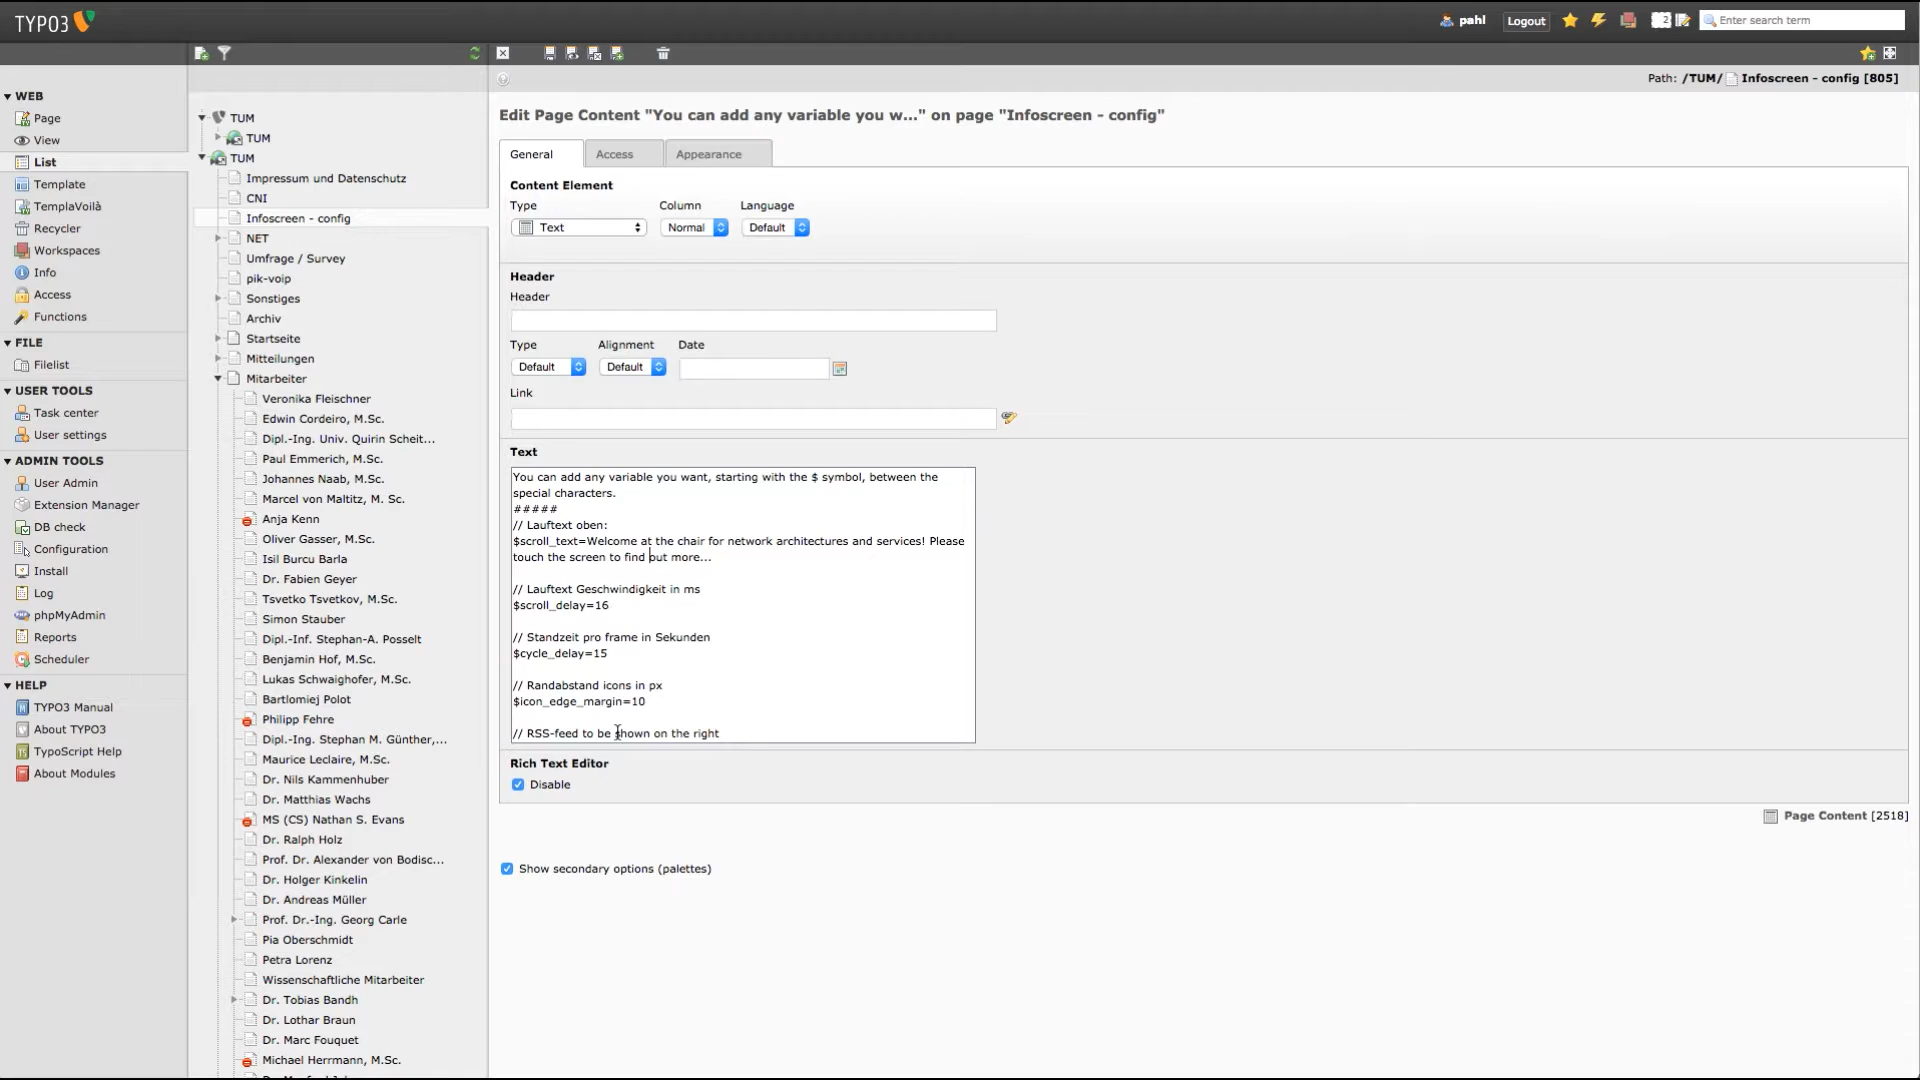 TYPO3
pahl
Logout
2
Enter search term
Path: /TUM/ Infoscreen - config [805]
WEB
Page
View
List
Template
TemplaVoilà
Recycler
Workspaces
Info
Access
Functions
FILE
Filelist
USER TOOLS
Task center
User settings
ADMIN TOOLS
User Admin
Extension Manager
DB check
Configuration
Install
Log
phpMyAdmin
Reports
Scheduler
HELP
TYPO3 Manual
About TYPO3
TypoScript Help
About Modules
TUM
TUM
TUM
Impressum und Datenschutz
CNI
Infoscreen - config
NET
Umfrage / Survey
pik-voip
Sonstiges
Archiv
Startseite
Mitteilungen
Mitarbeiter
Veronika Fleischner
Edwin Cordeiro, M.Sc.
Dipl.-Ing. Univ. Quirin Scheit...
Paul Emmerich, M.Sc.
Johannes Naab, M.Sc.
Marcel von Maltitz, M. Sc.
Anja Kenn
Oliver Gasser, M.Sc.
Isil Burcu Barla
Dr. Fabien Geyer
Tsvetko Tsvetkov, M.Sc.
Simon Stauber
Dipl.-Inf. Stephan-A. Posselt
Benjamin Hof, M.Sc.
Lukas Schwaighofer, M.Sc.
Bartlomiej Polot
Philipp Fehre
Dipl.-Ing. Stephan M. Günther,...
Maurice Leclaire, M.Sc.
Dr. Nils Kammenhuber
Dr. Matthias Wachs
MS (CS) Nathan S. Evans
Dr. Ralph Holz
Prof. Dr. Alexander von Bodisc...
Dr. Holger Kinkelin
Dr. Andreas Müller
Prof. Dr.-Ing. Georg Carle
Pia Oberschmidt
Petra Lorenz
Wissenschaftliche Mitarbeiter
Dr. Tobias Bandh
Dr. Lothar Braun
Dr. Marc Fouquet
Michael Herrmann, M.Sc.
Edit Page Content "You can add any variable you w..." on page "Infoscreen - config"
General Access Appearance
Content Element
Type Column Language
Text Normal Default
Header
Header
Type Alignment Date
Default Default
Link
Text
You can add any variable you want, starting with the $ symbol, between the
special characters.
#####
// Lauftext oben:
$scroll_text=Welcome at the chair for network architectures and services! Please
touch the screen to find out more...
// Lauftext Geschwindigkeit in ms
$scroll_delay=16
// Standzeit pro frame in Sekunden
$cycle_delay=15
// Randabstand icons in px
$icon_edge_margin=10
// RSS-feed to be shown on the right
Rich Text Editor
Disable
Page Content [2518]
Show secondary options (palettes)